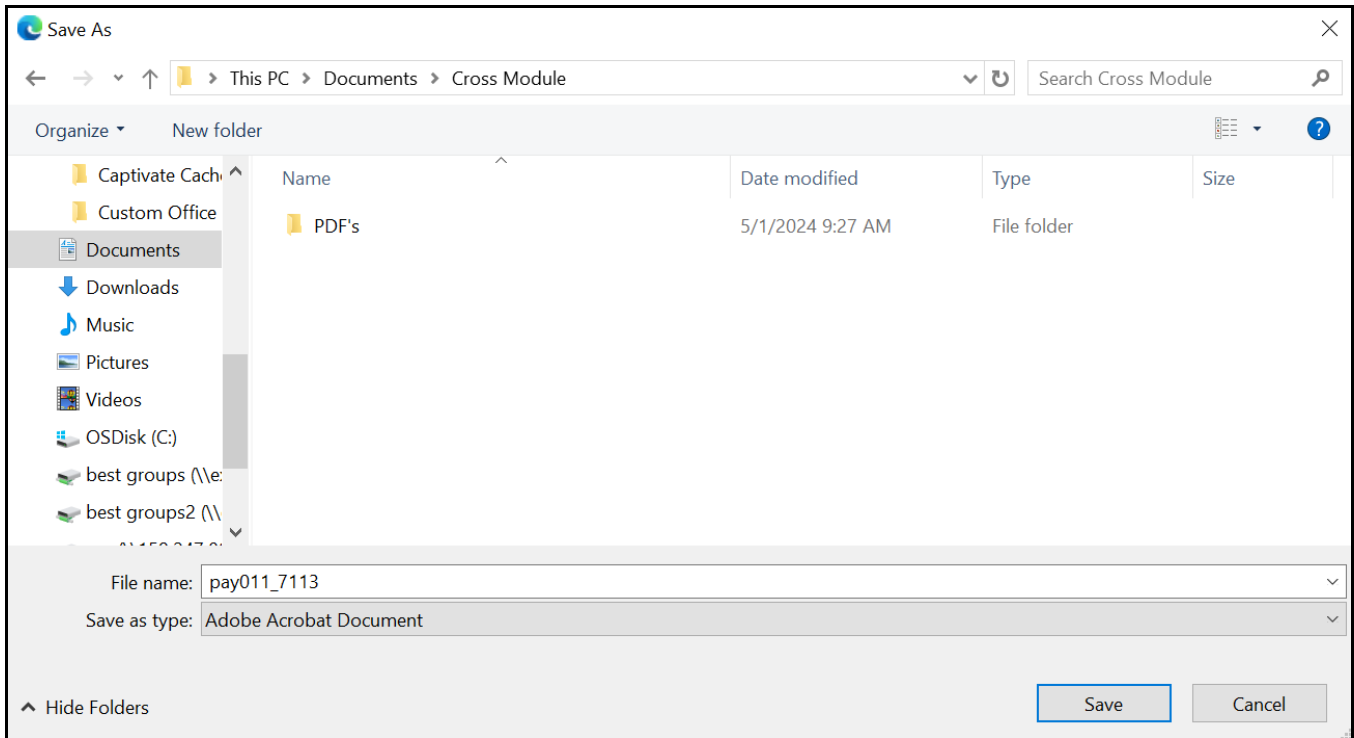 Save As
This PC > Documents > Cross Module
Search Cross Module
Organize
New folder
?
Captivate Cach
Custom Office
Documents
Downloads
Music
Pictures
Videos
OSDisk (C:)
best groups (\\e
best groups2 (\\
Name
Date modified
Type
Size
PDF's
5/1/2024 9:27 AM
File folder
File name:
pay011_7113
Save as type:
Adobe Acrobat Document
Hide Folders
Save
Cancel